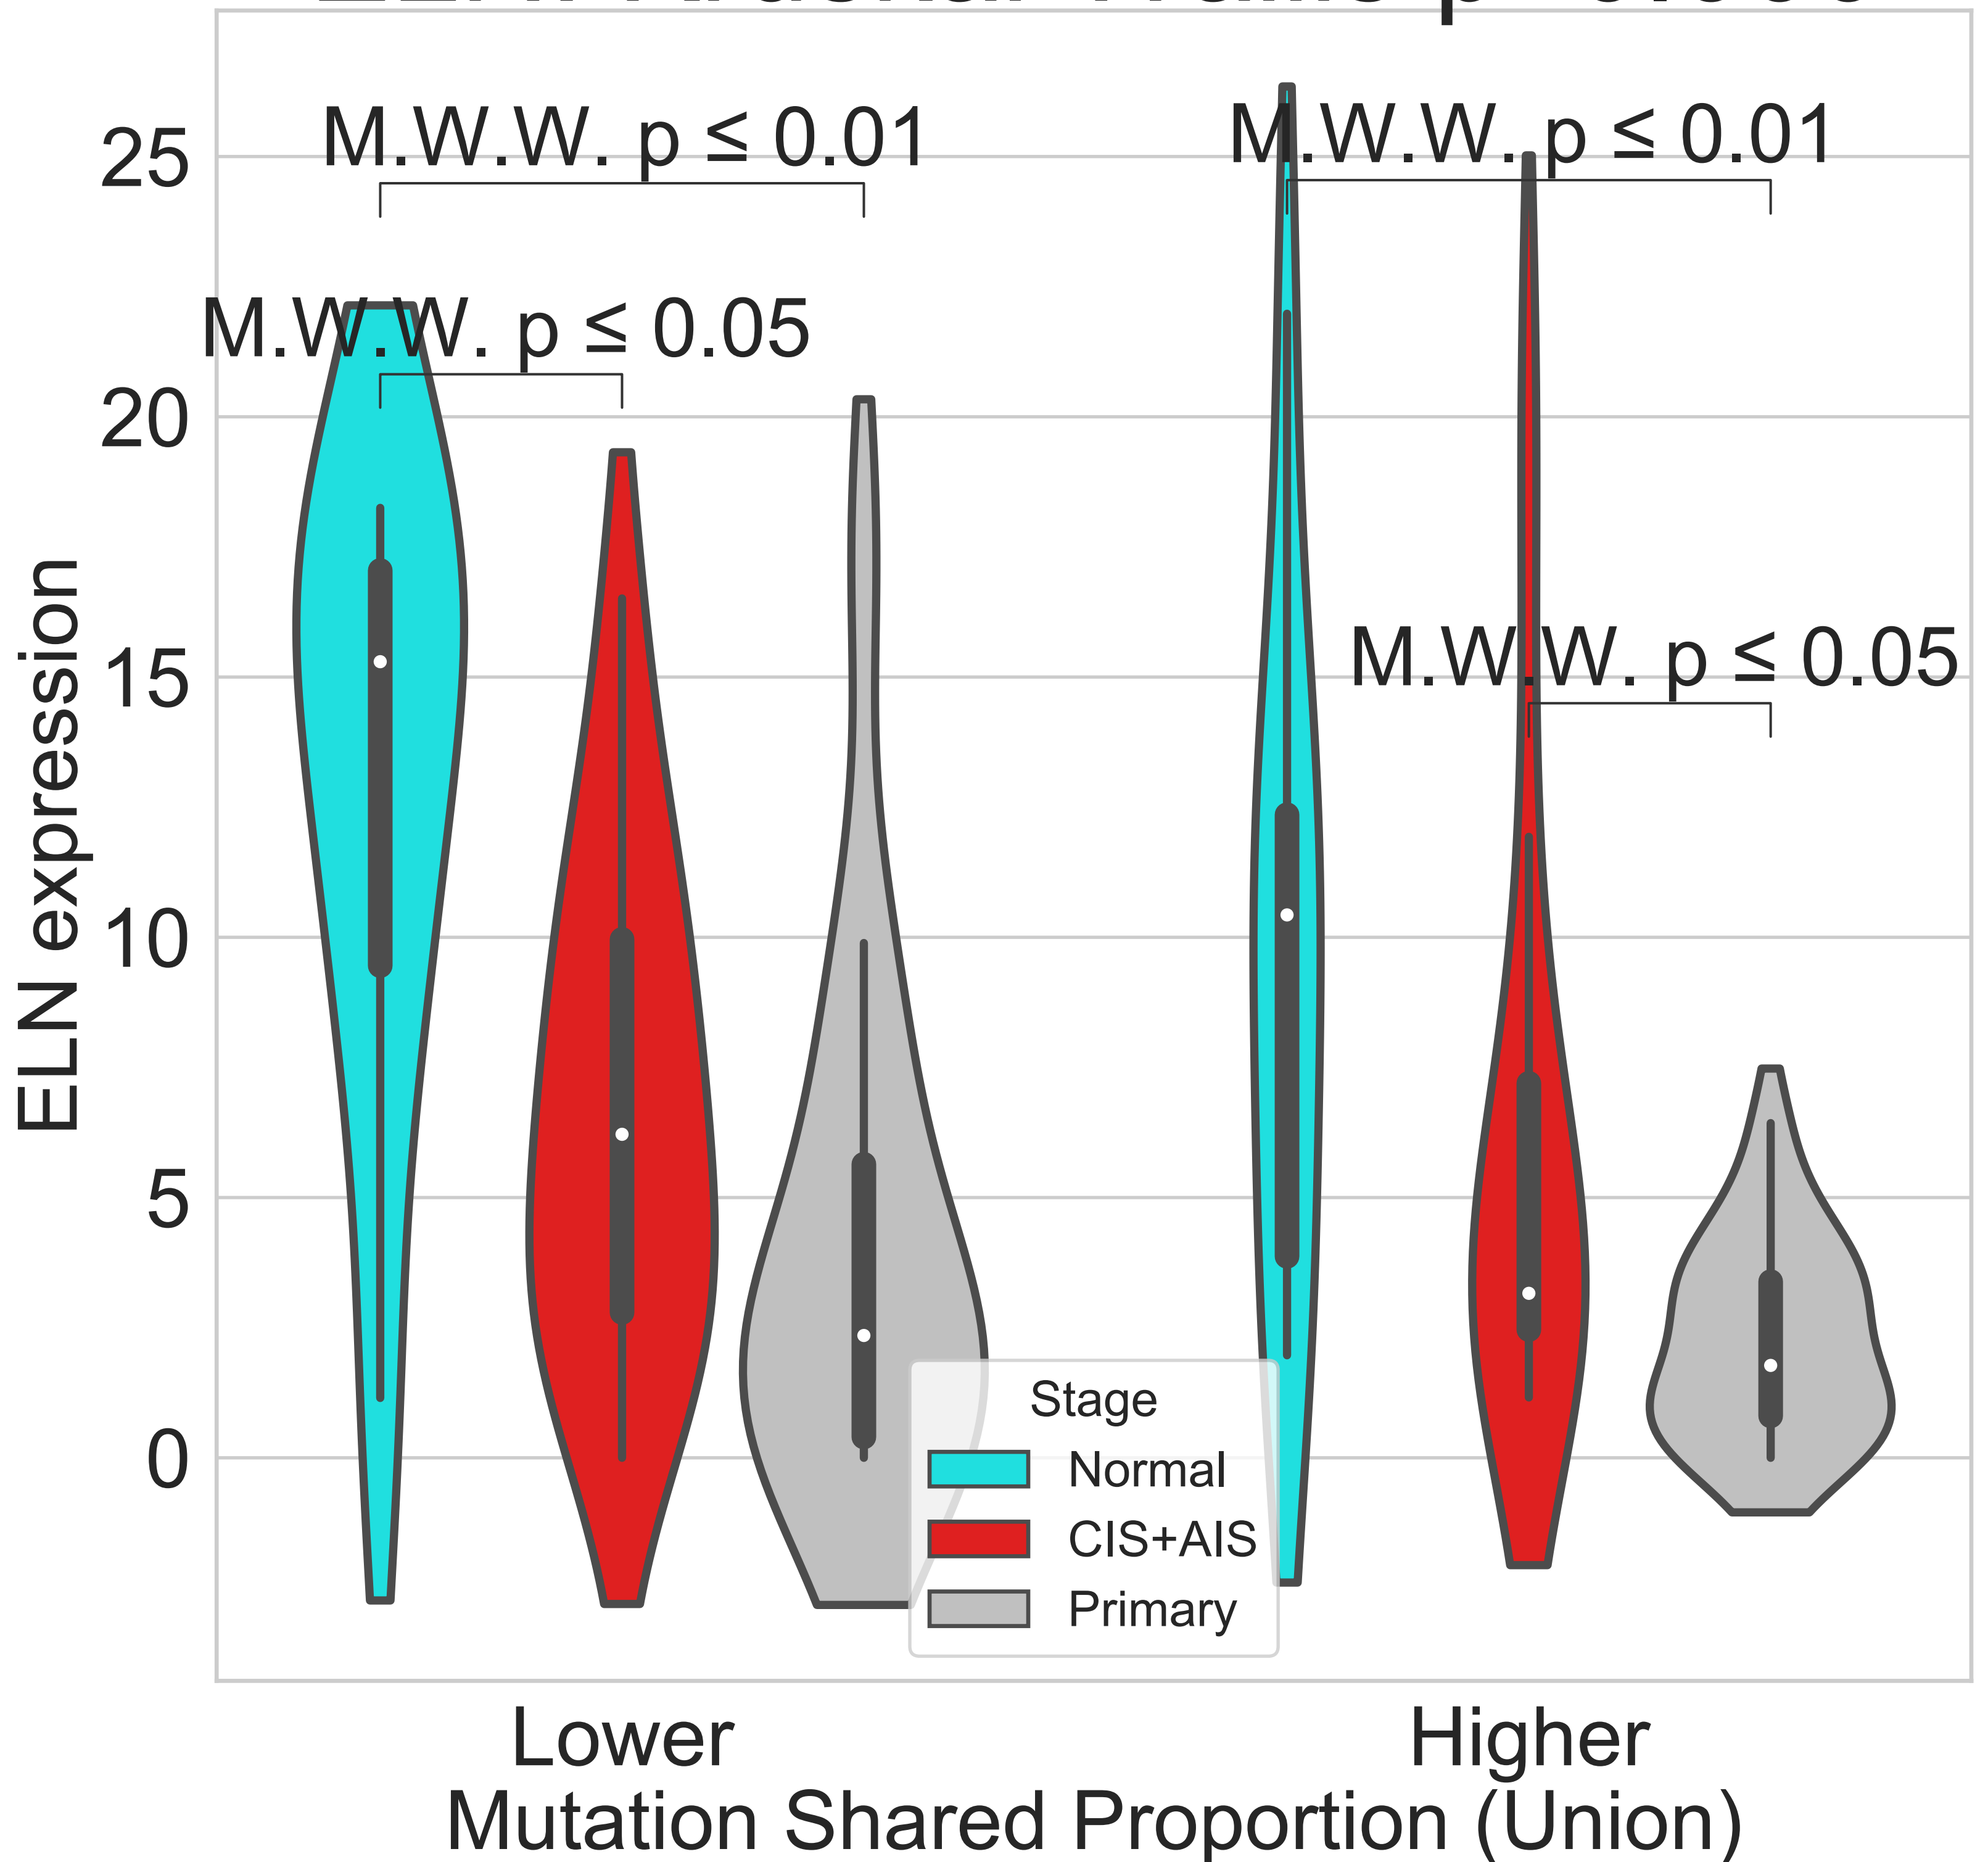 M.W.W. p ≤ 0.01
M.W.W. p ≤ 0.01
M.W.W. p ≤ 0.05
M.W.W. p ≤ 0.05
25
20
15
10
5
0
ELN expression
Stage
Normal
CIS+AIS
Primary
Lower
Higher
Mutation Shared Proportion (Union)